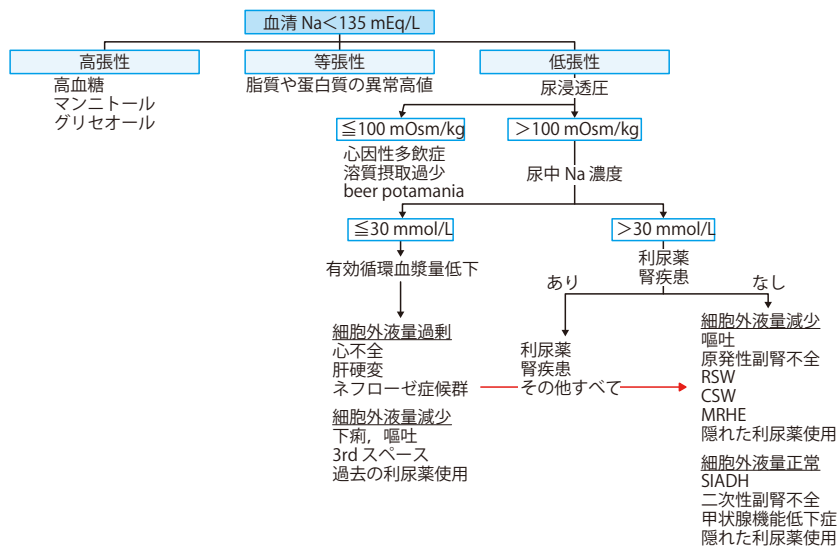 血清 Na＜135 mEq/L
高張性
高血糖
マンニトール
グリセオール
等張性
脂質や蛋白質の異常高値
低張性
尿浸透圧
≦100 mOsm/kg
心因性多飲症
溶質摂取過少
beer potamania
＞100 mOsm/kg
尿中 Na 濃度
≦30 mmol/L
有効循環血漿量低下
細胞外液量過剰
心不全
肝硬変
ネフローゼ症候群
細胞外液量減少
下痢，嘔吐
3rd スペース
過去の利尿薬使用
＞30 mmol/L
利尿薬
腎疾患
あり
利尿薬
腎疾患
その他すべて
なし
細胞外液量減少
嘔吐
原発性副腎不全
RSW
CSW
MRHE
隠れた利尿薬使用
細胞外液量正常
SIADH
二次性副腎不全
甲状腺機能低下症
隠れた利尿薬使用